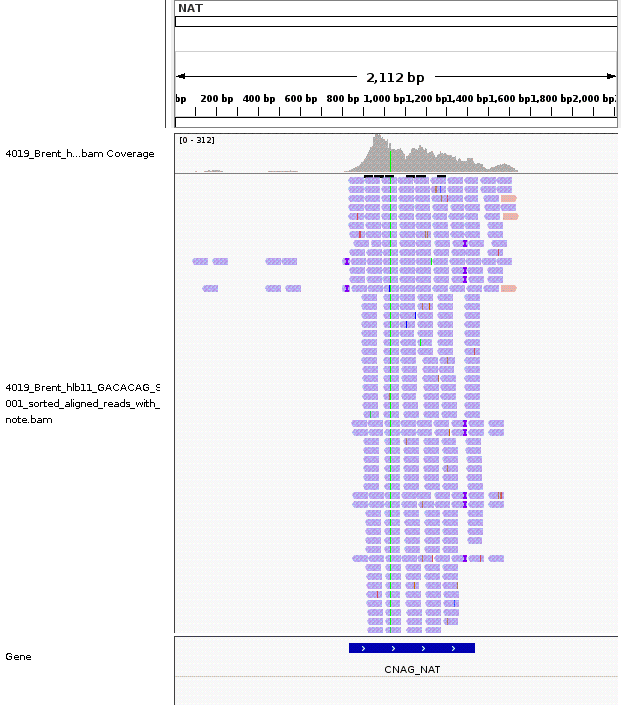 NAT
2,112 bp
bp 200 bp 400 bp 600 bp 800 bp 1,000 bp 1,200 bp 1,400 bp 1,600 bp 1,800 bp 2,000 bp
[0 - 312]
4019_Brent_h...bam Coverage
4019_Brent_hlb11_GACACAG_S
001_sorted_aligned_reads_with_
note.bam
Gene
CNAG_NAT